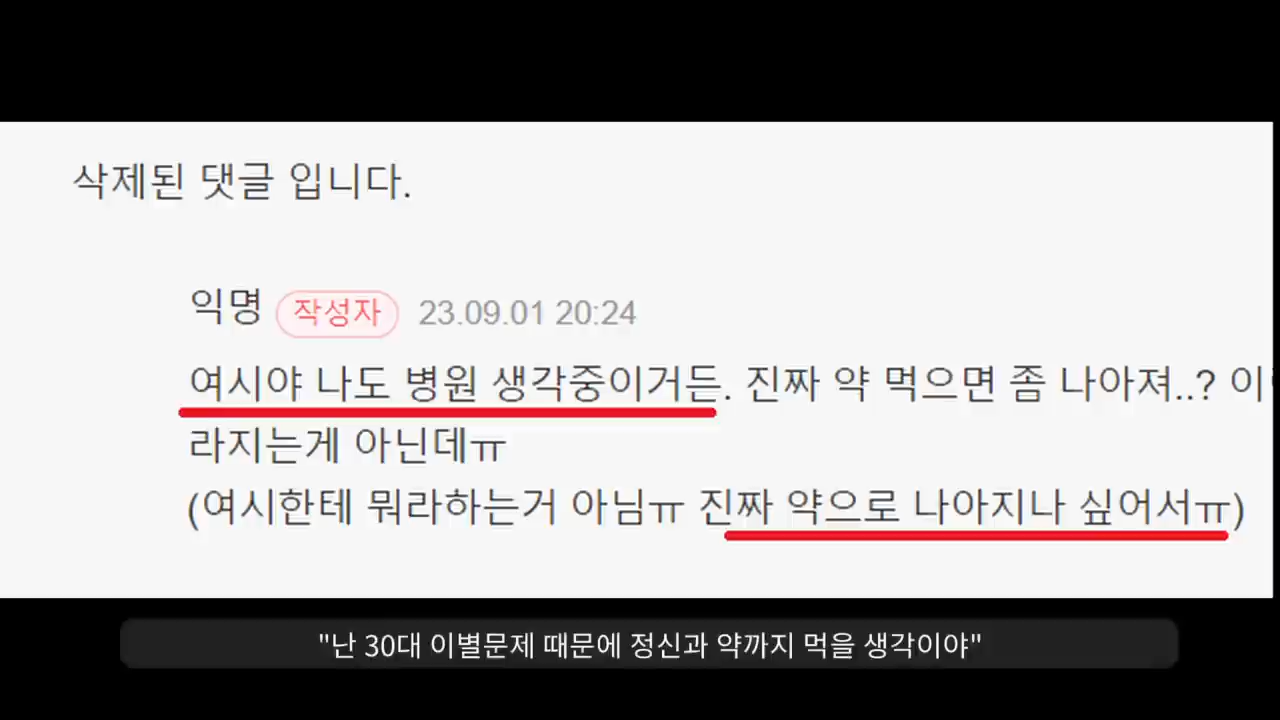 삭제된 댓글 입니다.
익명 작성자 23.09.01 20:24
여시야 나도 병원 생각중이거든. 진짜 약 먹으면 좀 나아져..? 이
라지는게 아닌데ㅠ
(여시한테 뭐라하는거 아님ㅠ 진짜 약으로 나아지나 싶어서ㅠ)
"난 30대 이별문제 때문에 정신과 약까지 먹을 생각이야"